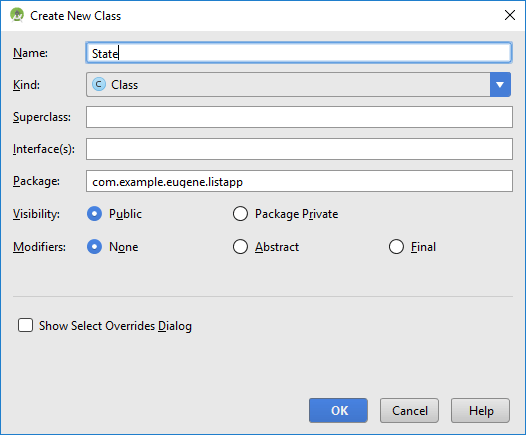 Create New Class
Name: State
Kind: C Class
Superclass:
Interface(s):
Package: com.example.eugene.listapp
Visibility: Public Package Private
Modifiers: None Abstract Final
Show Select Overrides Dialog
OK Cancel Help